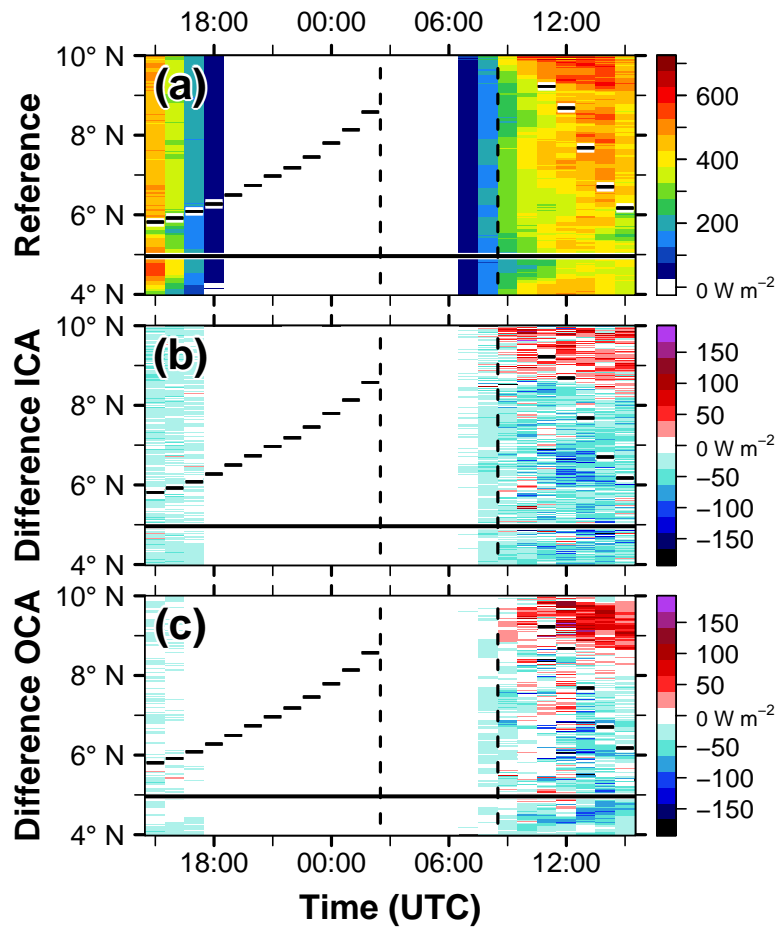 18:00 00:00 06:00 12:00
Reference
10° N
8° N
6° N
4° N
(a)
600
400
200
0 W m−2
Difference ICA
10° N
8° N
6° N
4° N
(b)
150
100
50
0 W m−2
−50
−100
−150
Difference OCA
10° N
8° N
6° N
4° N
(c)
150
100
50
0 W m−2
−50
−100
−150
18:00 00:00 06:00 12:00
Time (UTC)